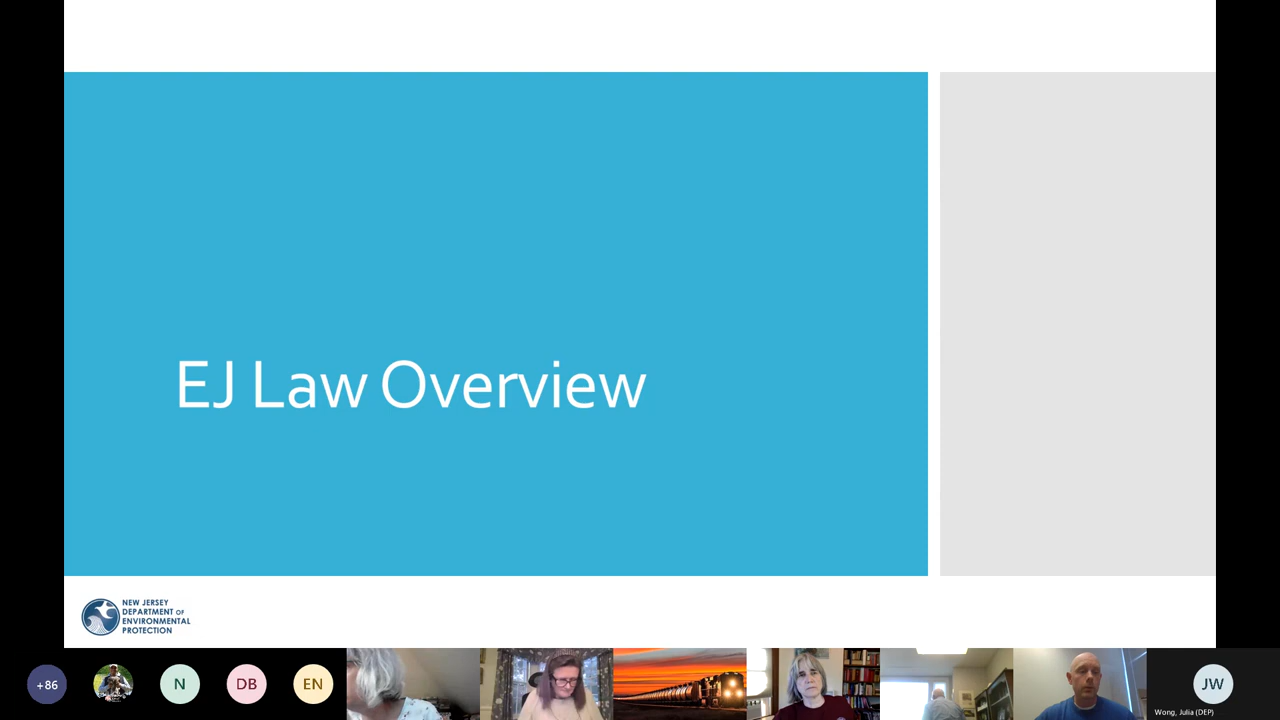 EJ Law Overview
NEW JERSEY
DEPARTMENT OF
ENVIRONMENTAL
PROTECTION
+86
N
DB
EN
JW
Wong, Julia (DEP)